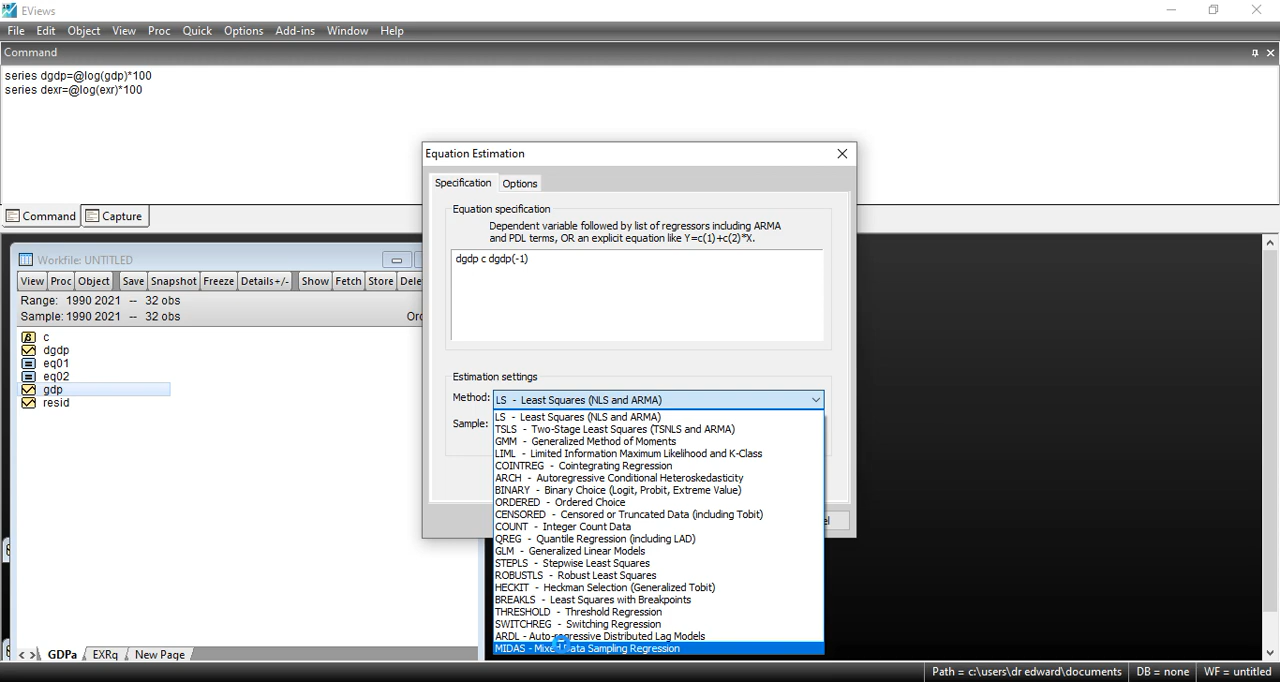 EViews
File Edit Object View Proc Quick Options Add-ins Window Help
Command
series dgdp=@log(gdp)*100
series dexr=@log(exr)*100
Command Capture
Workfile: UNTITLED
View Proc Object Save Snapshot Freeze Details+/- Show Fetch Store
Range: 1990 2021 -- 32 obs
Sample: 1990 2021 -- 32 obs
c
dgdp
eq01
eq02
gdp
resid
GDPa EXRq New Page
Equation Estimation
Specification Options
Equation specification
Dependent variable followed by list of regressors including ARMA
and PDL terms, OR an explicit equation like Y=c(1)+c(2)*X.
dgdp c dgdp(-1)
Estimation settings
Method: LS - Least Squares (NLS and ARMA)
Sample:
LS - Least Squares (NLS and ARMA)
TSLS - Two-Stage Least Squares (TSNLS and ARMA)
GMM - Generalized Method of Moments
LIML - Limited Information Maximum Likelihood and K-Class
COINTREG - Cointegrating Regression
ARCH - Autoregressive Conditional Heteroskedasticity
BINARY - Binary Choice (Logit, Probit, Extreme Value)
ORDERED - Ordered Choice
CENSORED - Censored or Truncated Data (including Tobit)
COUNT - Integer Count Data
QREG - Quantile Regression (including LAD)
GLM - Generalized Linear Models
STEPLS - Stepwise Least Squares
ROBUSTLS - Robust Least Squares
HECKIT - Heckman Selection (Generalized Tobit)
BREAKLS - Least Squares with Breakpoints
THRESHOLD - Threshold Regression
SWITCHREG - Switching Regression
ARDL - Auto-regressive Distributed Lag Models
MIDAS - Mixed Data Sampling Regression
Path = c:\users\dr edward\documents DB = none WF = untitled